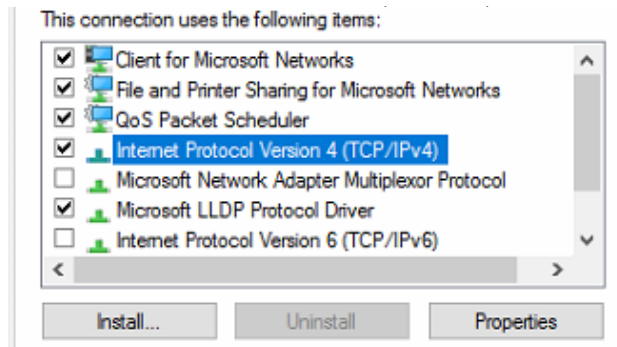 This connection uses the following items:
Client for Microsoft Networks
File and Printer Sharing for Microsoft Networks
QoS Packet Scheduler
Internet Protocol Version 4 (TCP/IPv4)
Microsoft Network Adapter Multiplexor Protocol
Microsoft LLDP Protocol Driver
Internet Protocol Version 6 (TCP/IPv6)
Install... Uninstall Properties